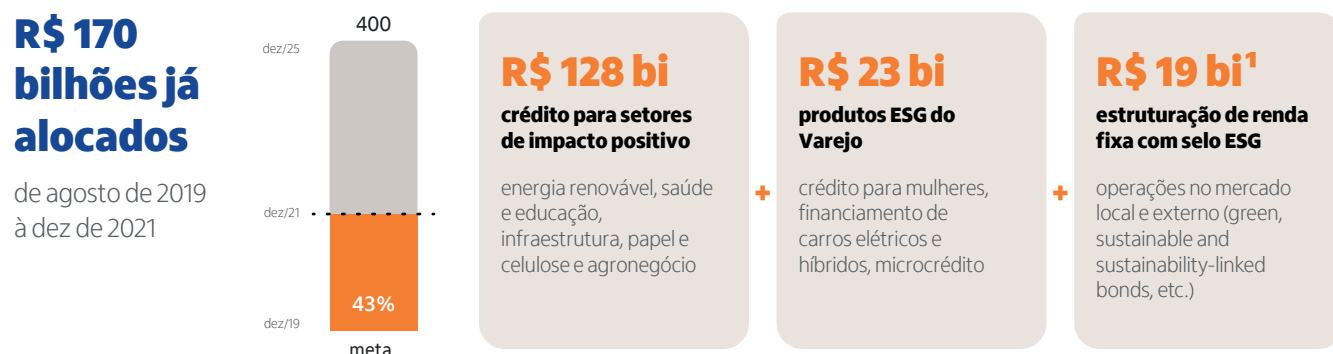 R$ 170
bilhões já
alocados
de agosto de 2019
à dez de 2021
400
dez/25
dez/21
43%
dez/19
meta
R$ 128 bi
crédito para setores
de impacto positivo
energia renovável, saúde
e educação,
infraestrutura, papel e
celulose e agronegócio
+
R$ 23 bi
produtos ESG do
Varejo
crédito para mulheres,
financiamento de
carros elétricos e
híbridos, microcrédito
+
R$ 19 bi¹
estruturação de renda
fixa com selo ESG
operações no mercado
local e externo (green,
sustainable and
sustainability-linked
bonds, etc.)